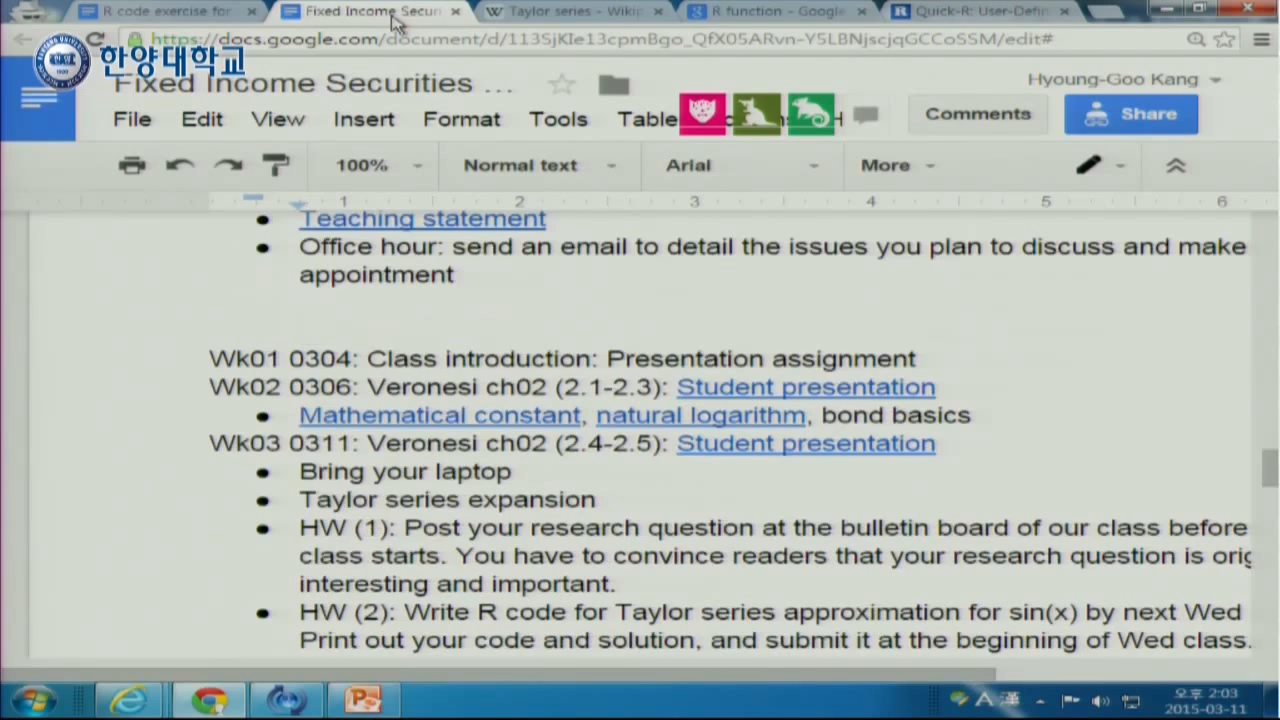 R code exercise for
Fixed Income Securi
Taylor series - Wiki
R function - Google
Quick-R: User-Defin
https://docs.google.com/document/d/113SjKIe13cpmBgo_QfX05ARvn-Y5LBNjscjqGCCoSSM/edit#
한양대학교
Fixed Income Securities ...
Hyoung-Goo Kang
File Edit View Insert Format Tools Table
Comments
Share
100% Normal text Arial More
1 2 3 4 5 6
Teaching statement
Office hour: send an email to detail the issues you plan to discuss and make
appointment
Wk01 0304: Class introduction: Presentation assignment
Wk02 0306: Veronesi ch02 (2.1-2.3): Student presentation
Mathematical constant, natural logarithm, bond basics
Wk03 0311: Veronesi ch02 (2.4-2.5): Student presentation
Bring your laptop
Taylor series expansion
HW (1): Post your research question at the bulletin board of our class before
class starts. You have to convince readers that your research question is orig
interesting and important.
HW (2): Write R code for Taylor series approximation for sin(x) by next Wed
Print out your code and solution, and submit it at the beginning of Wed class.
A 漢
오후 2:03
2015-03-11